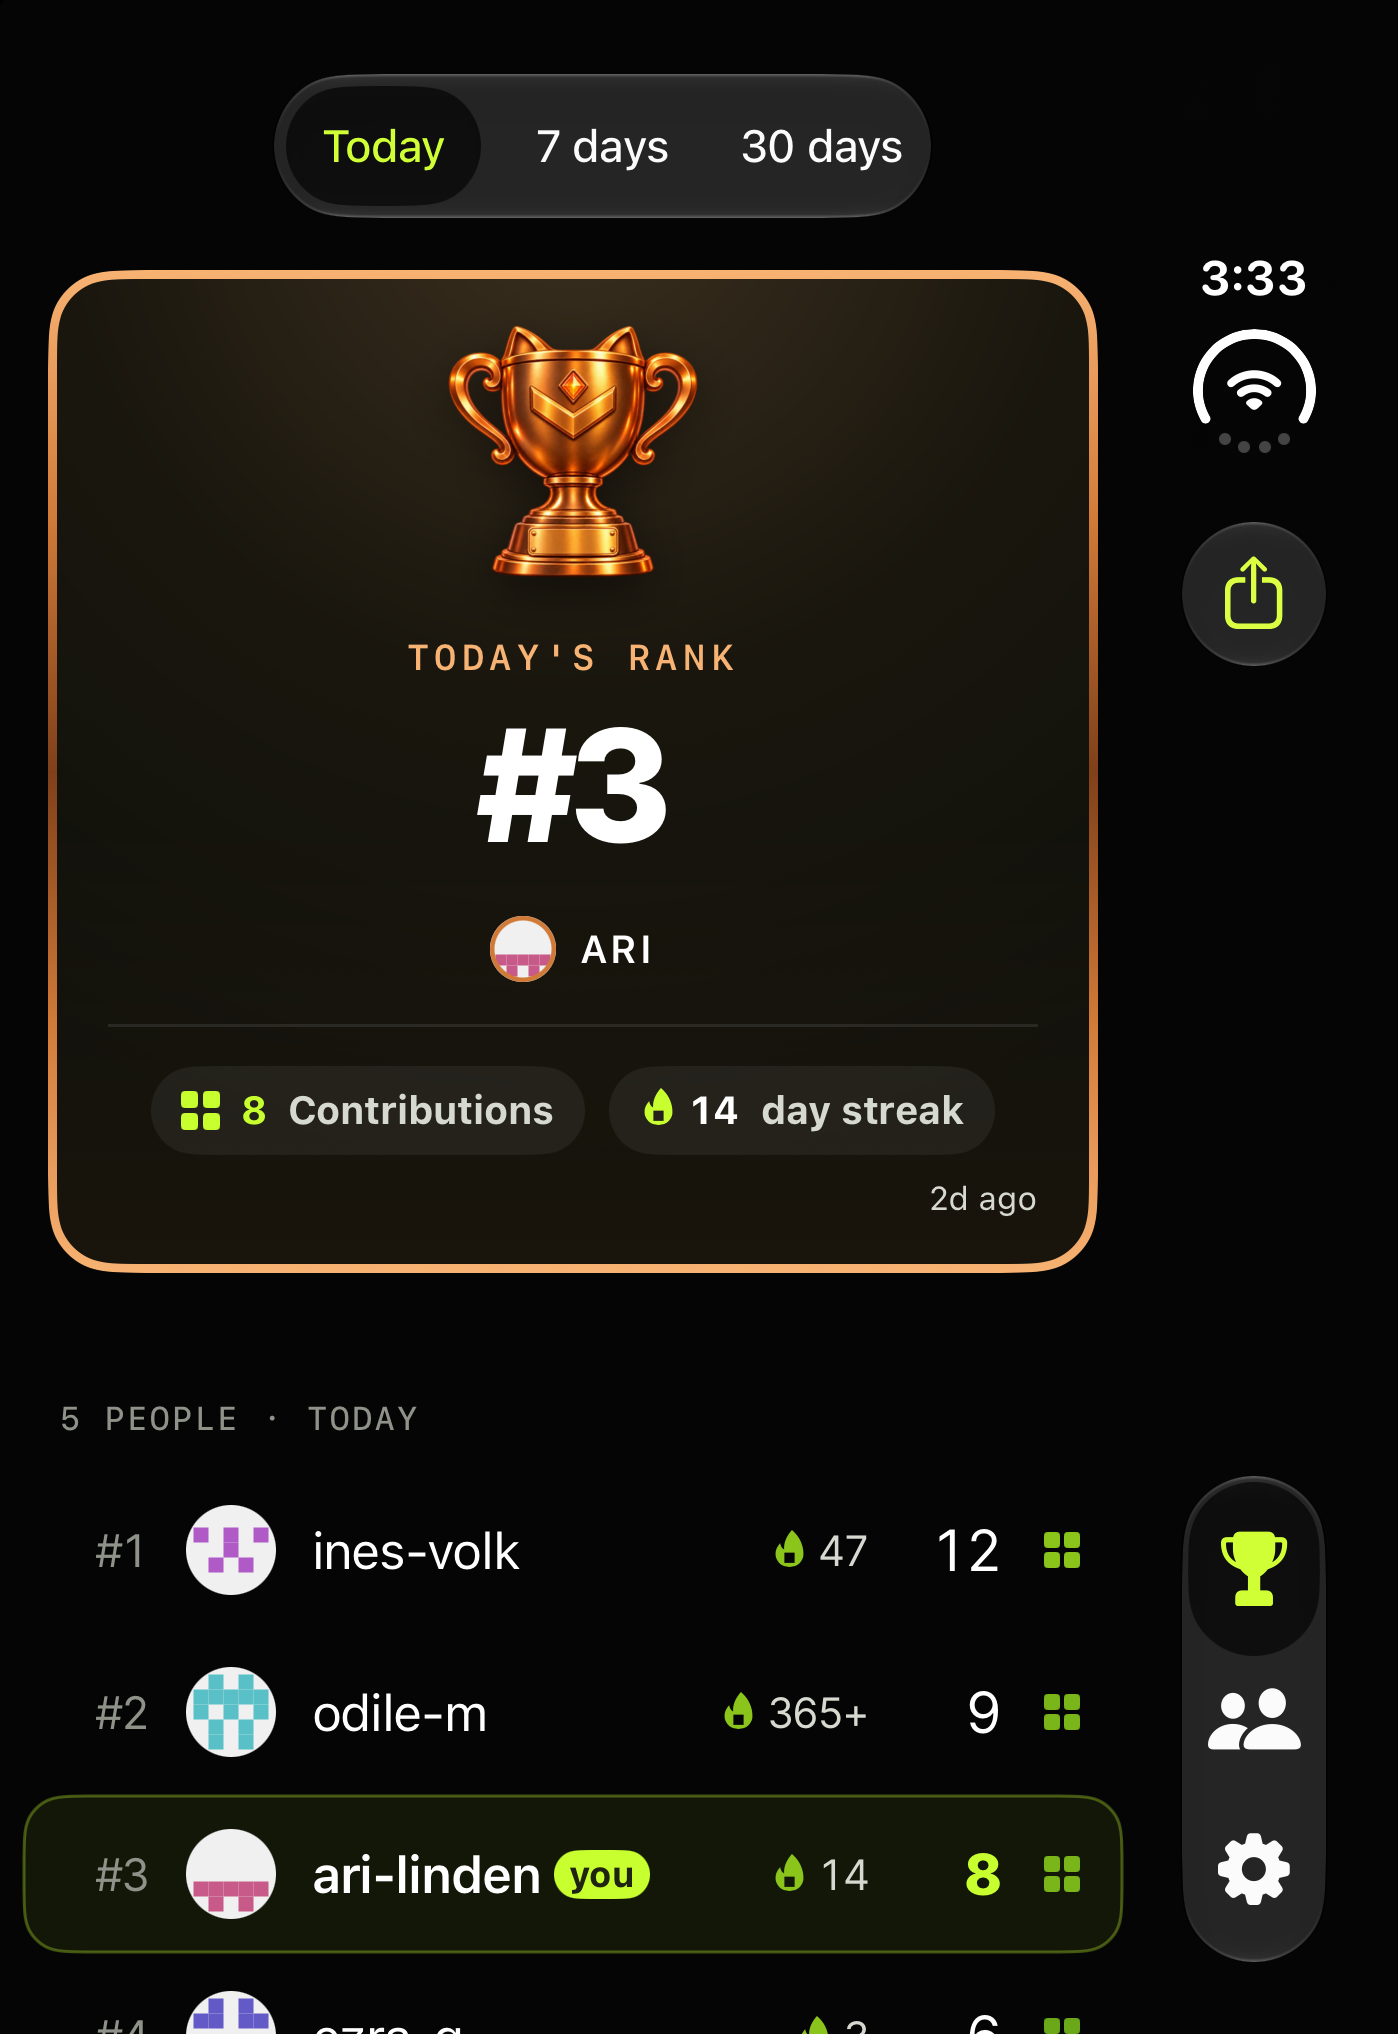 Today 7 days 30 days
3:33
TODAY'S RANK
#3
ARI
8 Contributions 14 day streak
2d ago
5 PEOPLE · TODAY
#1 ines-volk 47 12
#2 odile-m 365+ 9
#3 ari-linden you 14 8
#4